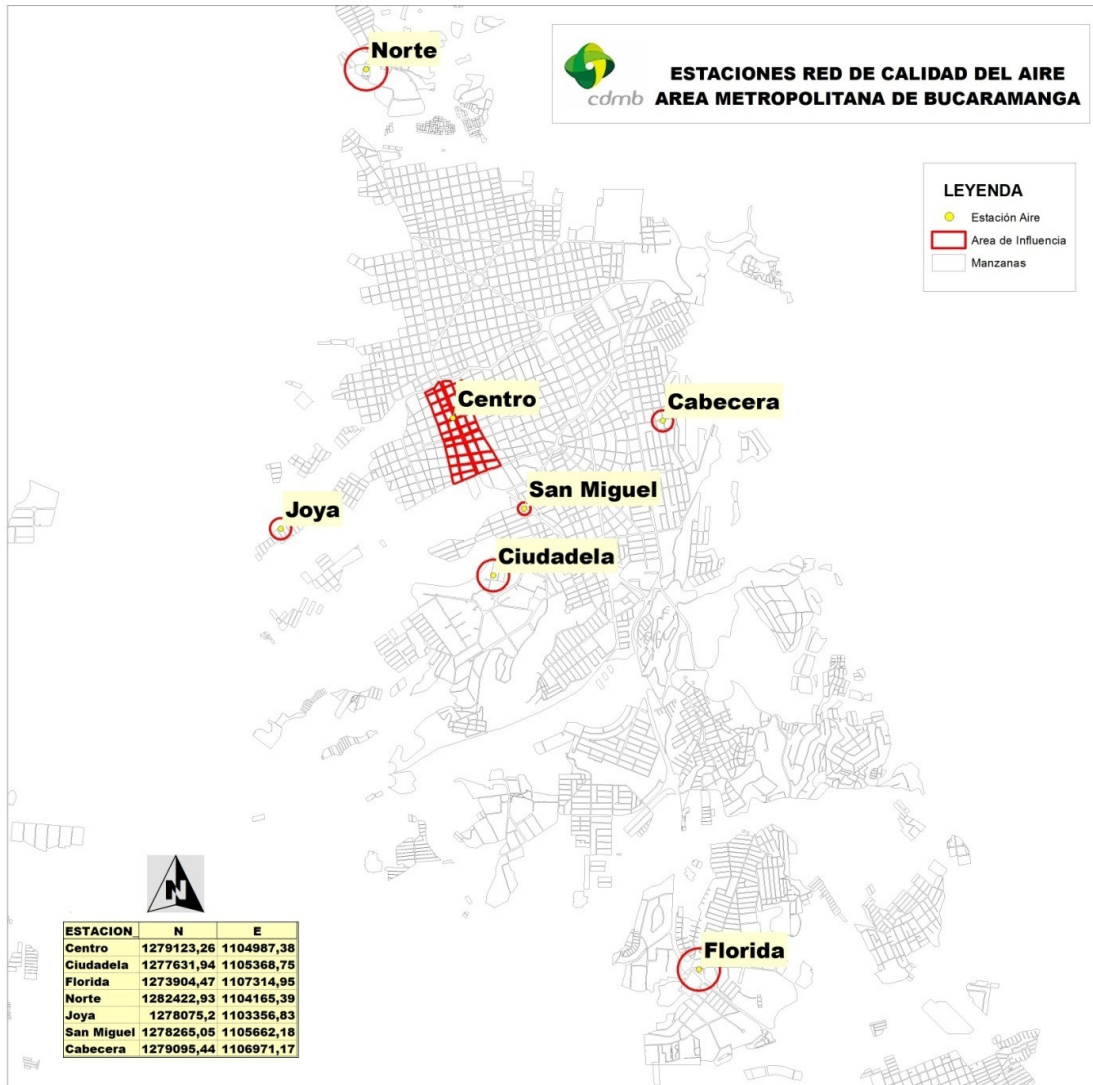 Norte
cdmb
ESTACIONES RED DE CALIDAD DEL AIRE
AREA METROPOLITANA DE BUCARAMANGA
LEYENDA
Estación Aire
Area de Influencia
Manzanas
Centro
Cabecera
San Miguel
Joya
Ciudadela
Florida
N
ESTACION_ N E
Centro 1279123,26 1104987,38
Ciudadela 1277631,94 1105368,75
Florida 1273904,47 1107314,95
Norte 1282422,93 1104165,39
Joya 1278075,2 1103356,83
San Miguel 1278265,05 1105662,18
Cabecera 1279095,44 1106971,17